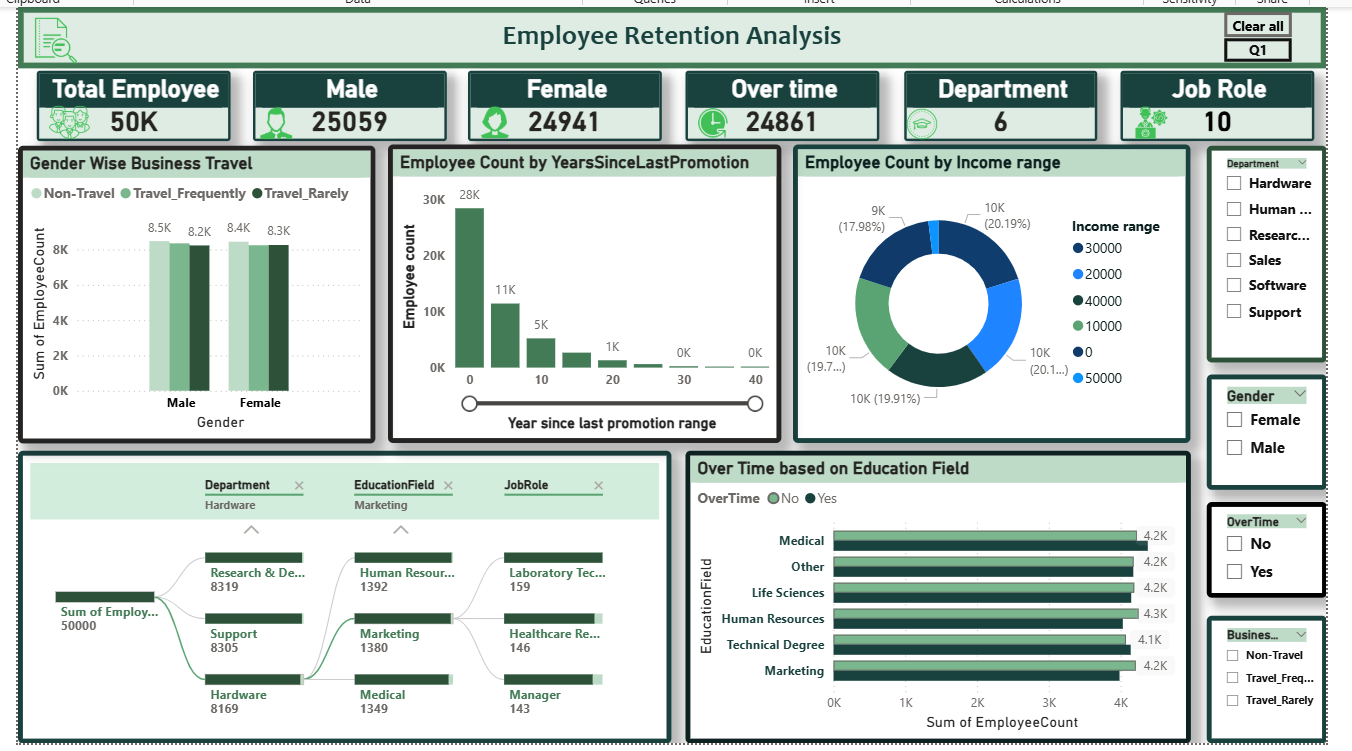 Clipboard Data Queries Insert Calculations Sensitivity Share
Employee Retention Analysis
Clear all
Q1
Total Employee
50K
Male
25059
Female
24941
Over time
24861
Department
6
Job Role
10
Gender Wise Business Travel
Non-Travel Travel_Frequently Travel_Rarely
8.5K 8.2K 8.4K 8.3K
8K
6K
4K
2K
0K
Sum of EmployeeCount
Male Female
Gender
Employee Count by YearsSinceLastPromotion
30K
20K
10K
0K
Employee count
28K
11K
5K
1K
0K
0K
0 10 20 30 40
Year since last promotion range
Employee Count by Income range
10K
(20.19%)
10K
(20.1...)
10K (19.91%)
10K
(19.7...)
9K
(17.98%)
Income range
30000
20000
40000
10000
0
50000
Department
Hardware
Human ...
Researc...
Sales
Software
Support
Gender
Female
Male
OverTime
No
Yes
Busines...
Non-Travel
Travel_Freq...
Travel_Rarely
Department
Hardware
EducationField
Marketing
JobRole
Sum of Employ...
50000
Research & De...
8319
Support
8305
Hardware
8169
Human Resour...
1392
Marketing
1380
Medical
1349
Laboratory Tec...
159
Healthcare Re...
146
Manager
143
Over Time based on Education Field
OverTime No Yes
EducationField
Medical 4.2K
Other 4.2K
Life Sciences 4.2K
Human Resources 4.3K
Technical Degree 4.1K
Marketing 4.2K
0K 1K 2K 3K 4K
Sum of EmployeeCount